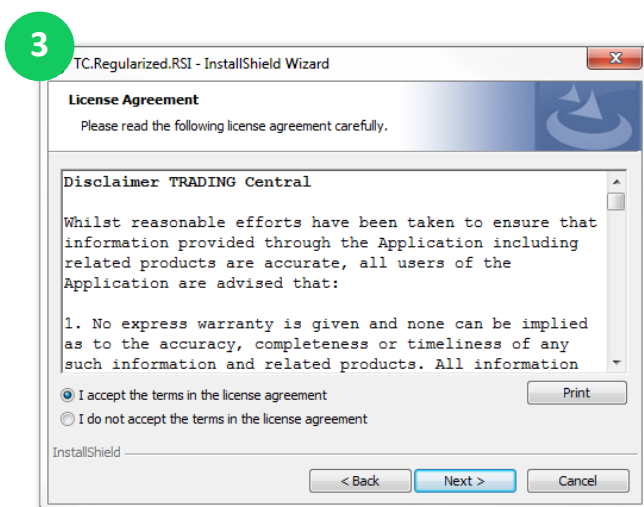 3
TC.Regularized.RSI - InstallShield Wizard
License Agreement
Please read the following license agreement carefully.
Disclaimer TRADING Central
Whilst reasonable efforts have been taken to ensure that
information provided through the Application including
related products are accurate, all users of the
Application are advised that:
1. No express warranty is given and none can be implied
as to the accuracy, completeness or timeliness of any
such information and related products. All information
I accept the terms in the license agreement
Print
I do not accept the terms in the license agreement
InstallShield
< Back
Next >
Cancel